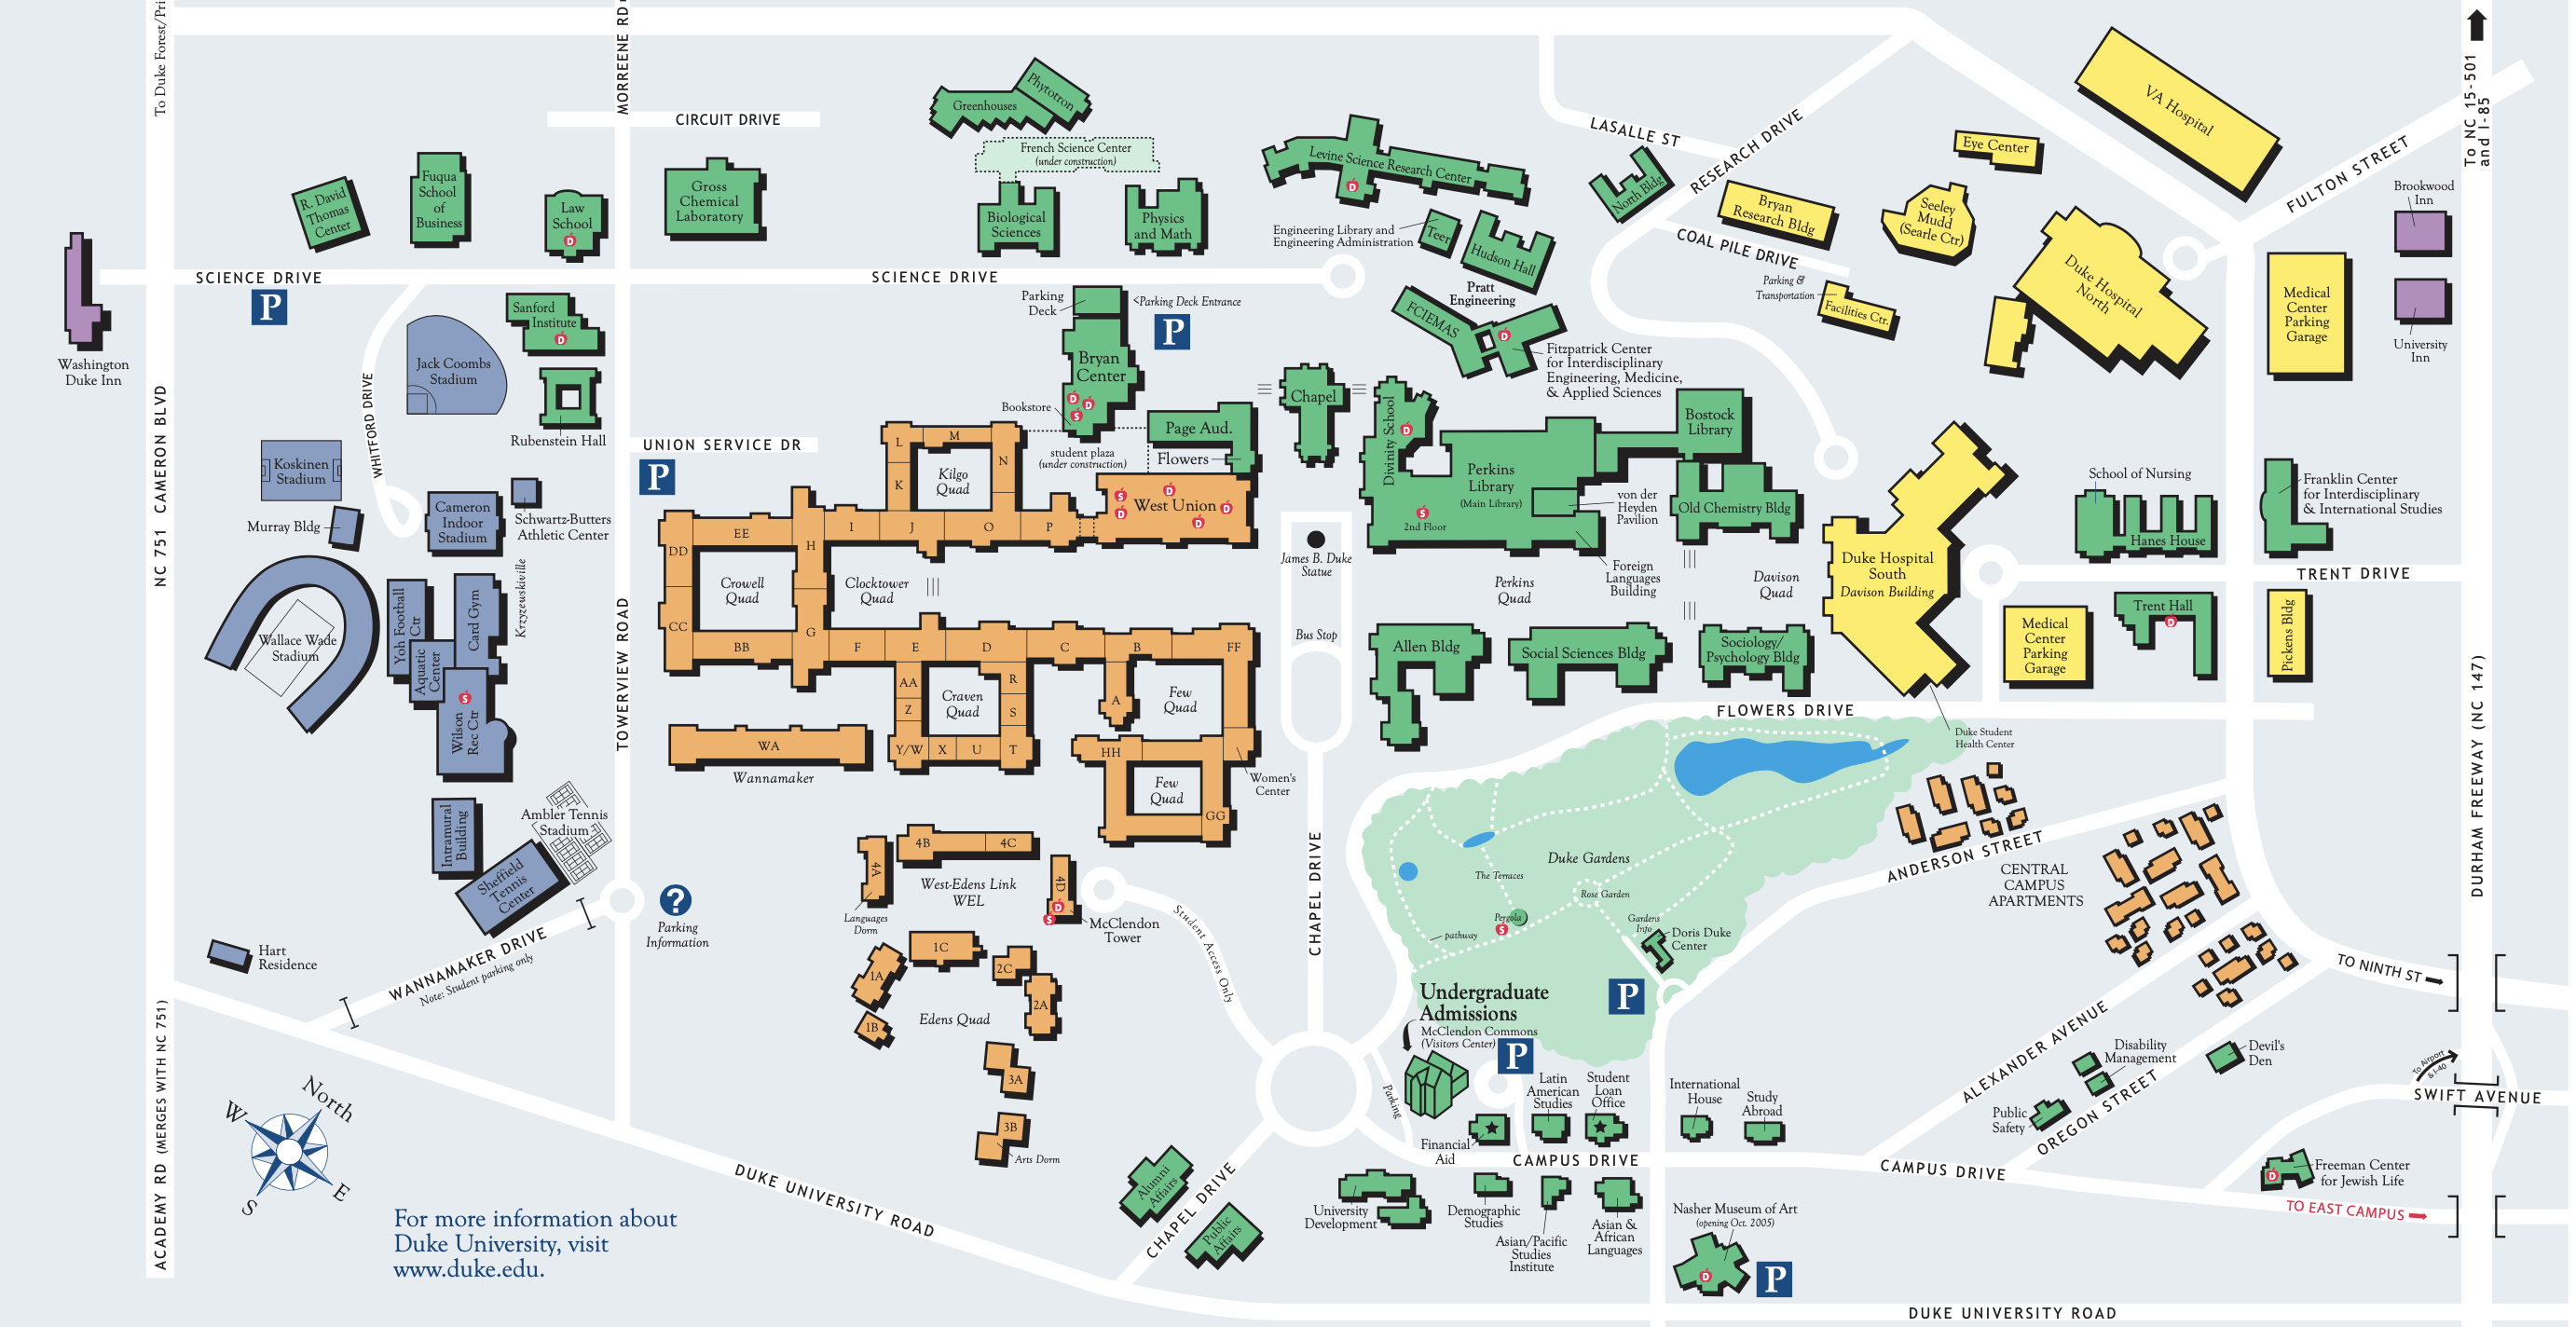 To Duke Forest/Pri
MORREENE RD
CIRCUIT DRIVE
Greenhouses
Phytotron
French Science Center
(under construction)
Levine Science Research Center
LASALLE ST
RESEARCH DRIVE
Eye Center
VA Hospital
FULTON STREET
To NC 15-501
and I-85
R. David
Thomas
Center
Fuqua
School
of
Business
Law
School
D
Gross
Chemical
Laboratory
Biological
Sciences
Physics
and Math
D
Engineering Library and
Engineering Administration
Teer
Hudson Hall
Pratt
Engineering
North Bldg
Bryan
Research Bldg
COAL PILE DRIVE
Seeley
Mudd
(Searle Ctr)
Duke Hospital
North
Brookwood
Inn
University
Inn
Medical
Center
Parking
Garage
Parking &
Transportation
Facilities Ctr.
Washington
Duke Inn
SCIENCE DRIVE
P
SCIENCE DRIVE
NC 751 CAMERON BLVD
WHITFORD DRIVE
Jack Coombs
Stadium
Sanford
Institute
D
Rubenstein Hall
Parking
Deck
<Parking Deck Entrance
P
Bryan
Center
D
D
S
Bookstore
FCIEMAS
D
Fitzpatrick Center
for Interdisciplinary
Engineering, Medicine,
& Applied Sciences
UNION SERVICE DR
P
Koskinen
Stadium
Murray Bldg
Cameron
Indoor
Stadium
Schwartz-Butters
Athletic Center
L
M
N
K
Kilgo
Quad
student plaza
(under construction)
Page Aud.
Flowers
Chapel
Divinity School
D
Perkins
Library
(Main Library)
S
2nd Floor
Bostock
Library
von der
Heyden
Pavilion
Old Chemistry Bldg
Foreign
Languages
Building
School of Nursing
Hanes House
Franklin Center
for Interdisciplinary
& International Studies
TRENT DRIVE
DD
EE
H
I
J
O
P
S
D
D
D
D
West Union
James B. Duke
Statue
Crowell
Quad
Clocktower
Quad
Perkins
Quad
Davison
Quad
Duke Hospital
South
Davison Building
CC
BB
G
F
E
D
C
B
FF
Bus Stop
Allen Bldg
Social Sciences Bldg
Sociology/
Psychology Bldg
Medical
Center
Parking
Garage
Trent Hall
D
Pickens Bldg
Wallace Wade
Stadium
Yoh Football
Ctr
Card Gym
Krzyzewskiville
Aquatic
Center
S
Wilson
Rec Ctr
TOWERVIEW ROAD
AA
Z
Y/W
X
U
T
R
S
Craven
Quad
A
Few
Quad
WA
Wannamaker
HH
Few
Quad
GG
Women's
Center
FLOWERS DRIVE
Duke Student
Health Center
DURHAM FREEWAY (NC 147)
Intramural
Building
Ambler Tennis
Stadium
Sheffield
Tennis
Center
?
Parking
Information
4A
4B
4C
4D
Languages
Dorm
West-Edens Link
WEL
D
S
McClendon
Tower
Student Access Only
CHAPEL DRIVE
Duke Gardens
The Terraces
Rose Garden
Pergola
S
pathway
Gardens
Info
Doris Duke
Center
ANDERSON STREET
CENTRAL
CAMPUS
APARTMENTS
Hart
Residence
WANNAMAKER DRIVE
Note: Student parking only
1A
1B
1C
2C
2A
Edens Quad
3A
3B
Arts Dorm
Undergraduate
Admissions
McClendon Commons
(Visitors Center)
P
P
Parking
TO NINTH ST
ALEXANDER AVENUE
Disability
Management
Devil's
Den
Public
Safety
OREGON STREET
To Airport
& I-40
SWIFT AVENUE
Latin
American
Studies
Student
Loan
Office
International
House
Study
Abroad
Financial
Aid
CAMPUS DRIVE
CAMPUS DRIVE
D
Freeman Center
for Jewish Life
TO EAST CAMPUS
ACADEMY RD (MERGES WITH NC 751)
North
W
E
S
DUKE UNIVERSITY ROAD
Alumni
Affairs
Public
Affairs
CHAPEL DRIVE
University
Development
Demographic
Studies
Asian/Pacific
Studies
Institute
Asian &
African
Languages
Nasher Museum of Art
(opening Oct. 2005)
D
P
For more information about
Duke University, visit
www.duke.edu.
DUKE UNIVERSITY ROAD